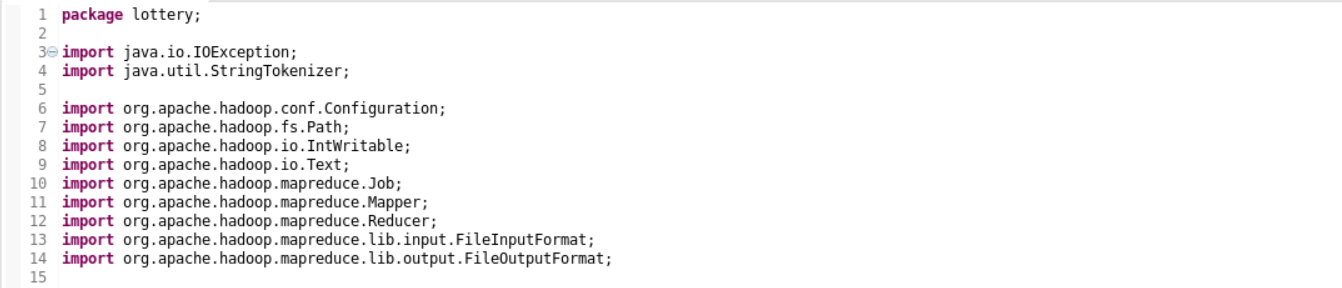 1 package lottery;
2
3 import java.io.IOException;
4 import java.util.StringTokenizer;
5
6 import org.apache.hadoop.conf.Configuration;
7 import org.apache.hadoop.fs.Path;
8 import org.apache.hadoop.io.IntWritable;
9 import org.apache.hadoop.io.Text;
10 import org.apache.hadoop.mapreduce.Job;
11 import org.apache.hadoop.mapreduce.Mapper;
12 import org.apache.hadoop.mapreduce.Reducer;
13 import org.apache.hadoop.mapreduce.lib.input.FileInputFormat;
14 import org.apache.hadoop.mapreduce.lib.output.FileOutputFormat;
15